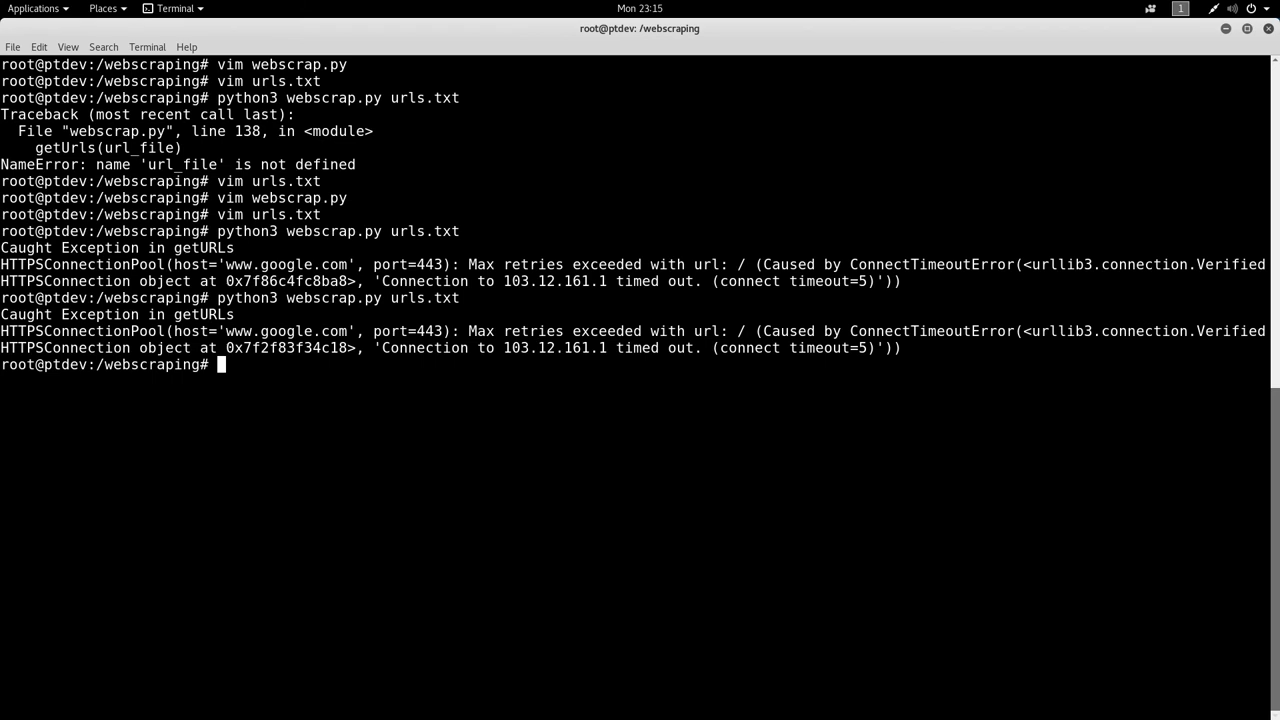 Applications Places Terminal Mon 23:15 1
root@ptdev: /webscraping
File Edit View Search Terminal Help
root@ptdev:/webscraping# vim webscrap.py
root@ptdev:/webscraping# vim urls.txt
root@ptdev:/webscraping# python3 webscrap.py urls.txt
Traceback (most recent call last):
  File "webscrap.py", line 138, in <module>
    getUrls(url_file)
NameError: name 'url_file' is not defined
root@ptdev:/webscraping# vim urls.txt
root@ptdev:/webscraping# vim webscrap.py
root@ptdev:/webscraping# vim urls.txt
root@ptdev:/webscraping# python3 webscrap.py urls.txt
Caught Exception in getURLs
HTTPSConnectionPool(host='www.google.com', port=443): Max retries exceeded with url: / (Caused by ConnectTimeoutError(<urllib3.connection.Verified
HTTPSConnection object at 0x7f86c4fc8ba8>, 'Connection to 103.12.161.1 timed out. (connect timeout=5)'))
root@ptdev:/webscraping# python3 webscrap.py urls.txt
Caught Exception in getURLs
HTTPSConnectionPool(host='www.google.com', port=443): Max retries exceeded with url: / (Caused by ConnectTimeoutError(<urllib3.connection.Verified
HTTPSConnection object at 0x7f2f83f34c18>, 'Connection to 103.12.161.1 timed out. (connect timeout=5)'))
root@ptdev:/webscraping#